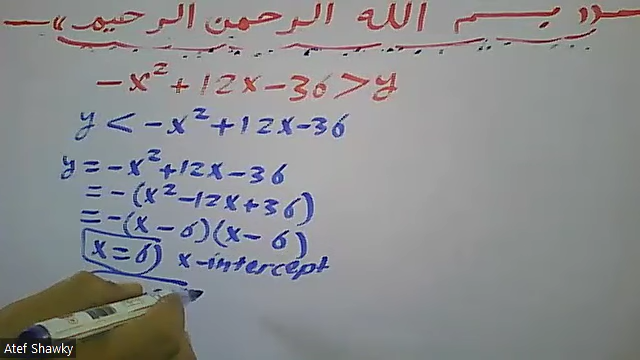 «بسم الله الرحمن الرحيم»
-x²+12x-36>y
y<-x²+12x-36
y=-x²+12x-36
=-(x²-12x+36)
=-(x-6)(x-6)
x=6) x-intercept
Atef Shawky